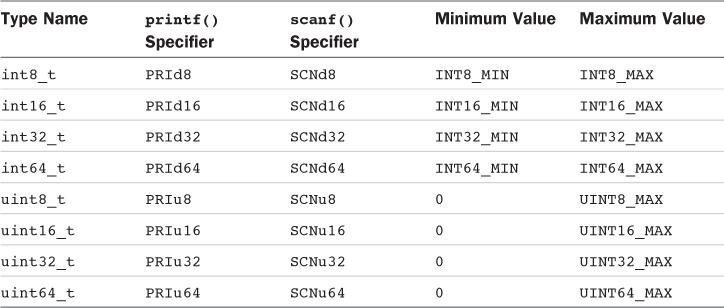 Type Name printf() Specifier scanf() Specifier Minimum Value Maximum Value
int8_t PRId8 SCNd8 INT8_MIN INT8_MAX
int16_t PRId16 SCNd16 INT16_MIN INT16_MAX
int32_t PRId32 SCNd32 INT32_MIN INT32_MAX
int64_t PRId64 SCNd64 INT64_MIN INT64_MAX
uint8_t PRIu8 SCNu8 0 UINT8_MAX
uint16_t PRIu16 SCNu16 0 UINT16_MAX
uint32_t PRIu32 SCNu32 0 UINT32_MAX
uint64_t PRIu64 SCNu64 0 UINT64_MAX